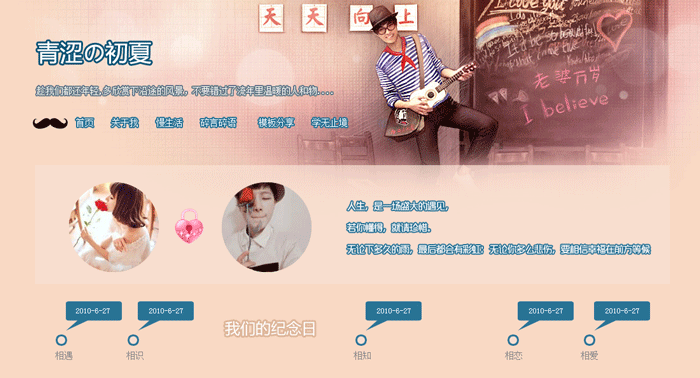 天天向上
青涩の初夏
趁我们都还年轻,多欣赏下沿途的风景,不要错过了流年里温暖的人和物....
首页 关于我 慢生活 碎言碎语 模板分享 学无止境
老婆万岁
I believe
人生，是一场盛大的遇见。
若你懂得，就请珍惜。
无论下多久的雨，最后都会有彩虹；无论你多么悲伤，要相信幸福在前方等候
2010-6-27 2010-6-27 2010-6-27 2010-6-27 2010-6-27
我们的纪念日
相遇 相识 相知 相恋 相爱